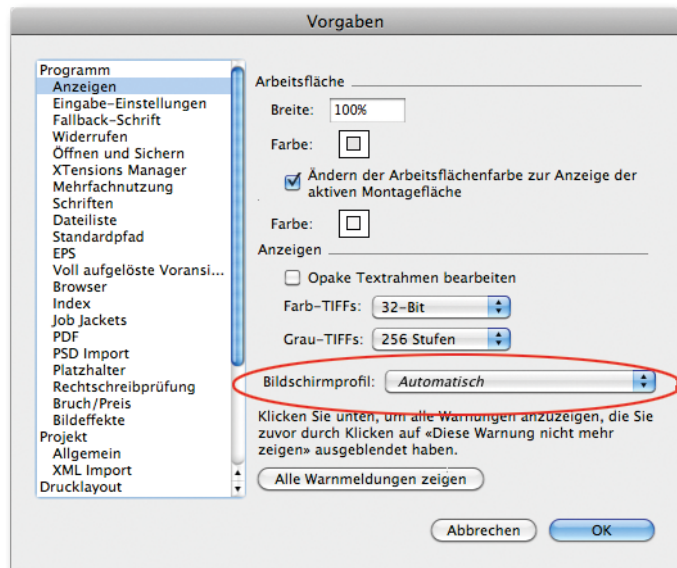 Vorgaben
Programm
Anzeigen
Eingabe-Einstellungen
Fallback-Schrift
Widerrufen
Öffnen und Sichern
XTensions Manager
Mehrfachnutzung
Schriften
Dateiliste
Standardpfad
EPS
Voll aufgelöste Voransi...
Browser
Index
Job Jackets
PDF
PSD Import
Platzhalter
Rechtschreibprüfung
Bruch/Preis
Bildeffekte
Projekt
Allgemein
XML Import
Drucklayout
Arbeitsfläche
Breite: 100%
Farbe:
Ändern der Arbeitsflächenfarbe zur Anzeige der
aktiven Montagefläche
Farbe:
Anzeigen
Opake Textrahmen bearbeiten
Farb-TIFFs: 32-Bit
Grau-TIFFs: 256 Stufen
Bildschirmprofil: Automatisch
Klicken Sie unten, um alle Warnungen anzuzeigen, die Sie
zuvor durch Klicken auf «Diese Warnung nicht mehr
zeigen» ausgeblendet haben.
Alle Warnmeldungen zeigen
Abbrechen
OK